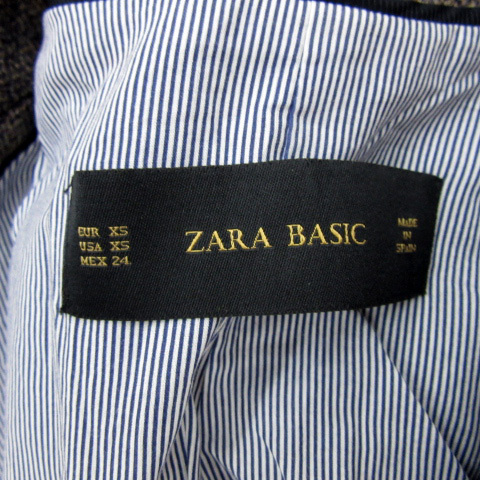 EUR XS
USA XS
MEX 24
ZARA BASIC
MADE
IN
SPAIN